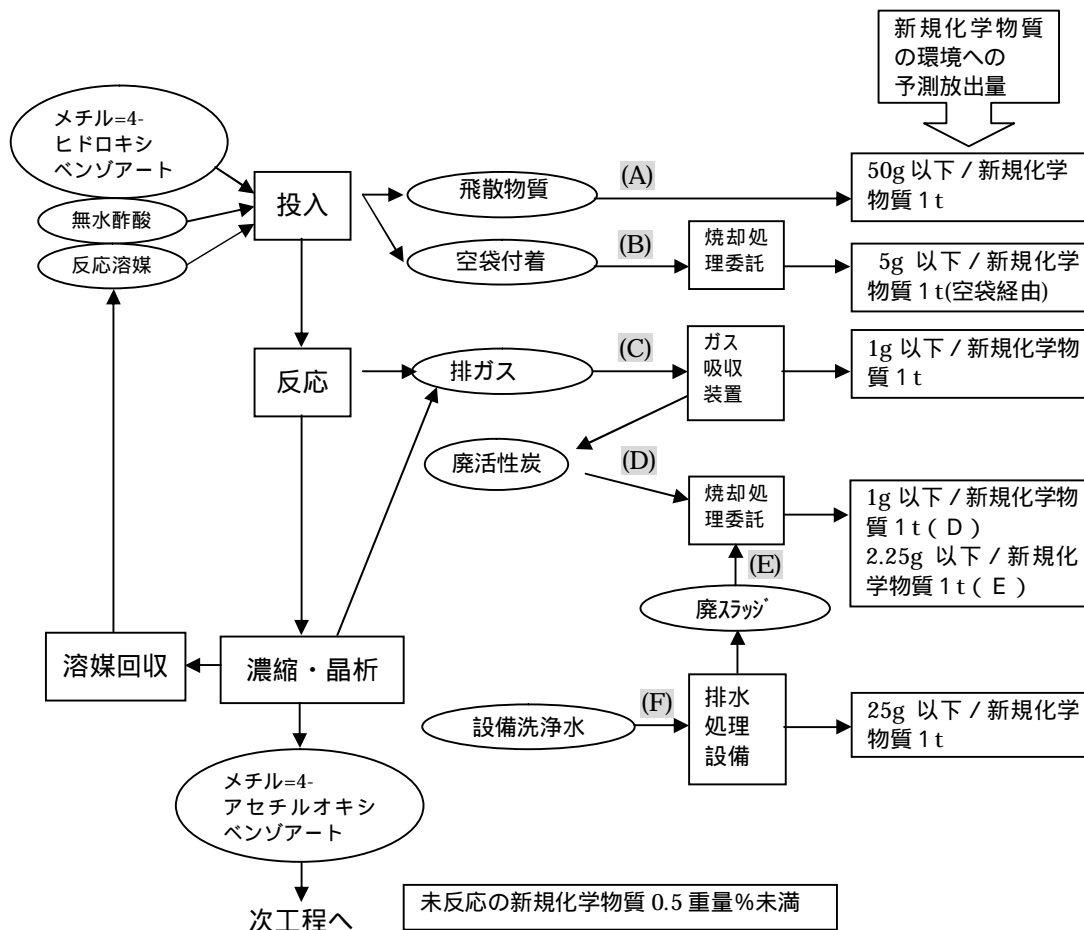 新規化学物質
の環境への
予測放出量
メチル=4-
ヒドロキシ
ベンゾアート
無水酢酸
反応溶媒
投入
飛散物質
(A)
50g 以下 / 新規化学
物質 1 t
空袋付着
(B)
焼却処
理委託
5g 以下 / 新規化学
物質 1 t(空袋経由)
反応
排ガス
(C)
ガス
吸収
装置
1g 以下 / 新規化学物
質 1 t
廃活性炭
(D)
焼却処
理委託
1g 以下 / 新規化学物
質 1 t ( D )
2.25g 以下 / 新規化
学物質 1 t ( E )
(E)
廃スラッジ
溶媒回収
濃縮・晶析
設備洗浄水
(F)
排水
処理
設備
25g 以下 / 新規化学
物質 1 t
メチル=4-
アセチルオキシ
ベンゾアート
次工程へ
未反応の新規化学物質 0.5 重量%未満